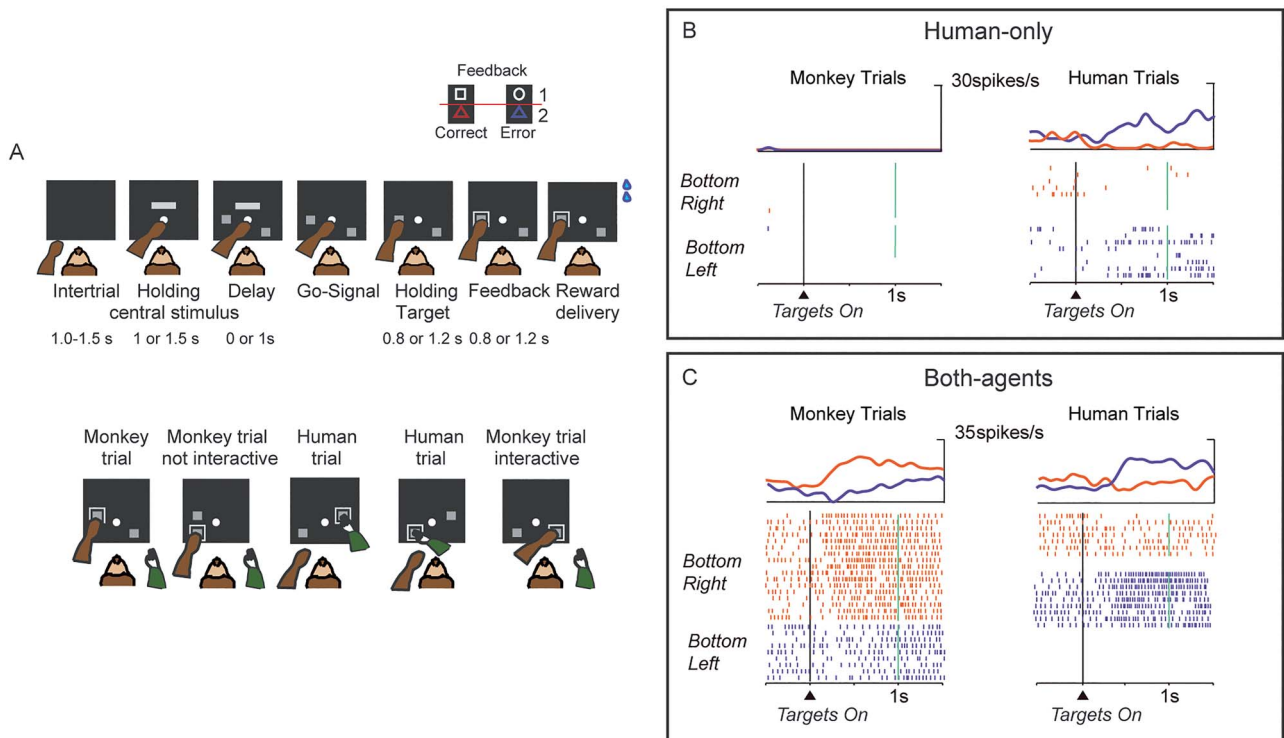 Feedback
1
2
Correct
Error
A
Intertrial
Holding
central stimulus
Delay
Go-Signal
Holding
Target
Feedback
Reward
delivery
1.0-1.5 s
1 or 1.5 s
0 or 1s
0.8 or 1.2 s
0.8 or 1.2 s
Monkey
trial
Monkey trial
not interactive
Human
trial
Human
trial
Monkey trial
interactive
B
Human-only
Monkey Trials
30spikes/s
Human Trials
Bottom
Right
Bottom
Left
1s
Targets On
1s
Targets On
C
Both-agents
Monkey Trials
35spikes/s
Human Trials
Bottom
Right
Bottom
Left
1s
Targets On
1s
Targets On